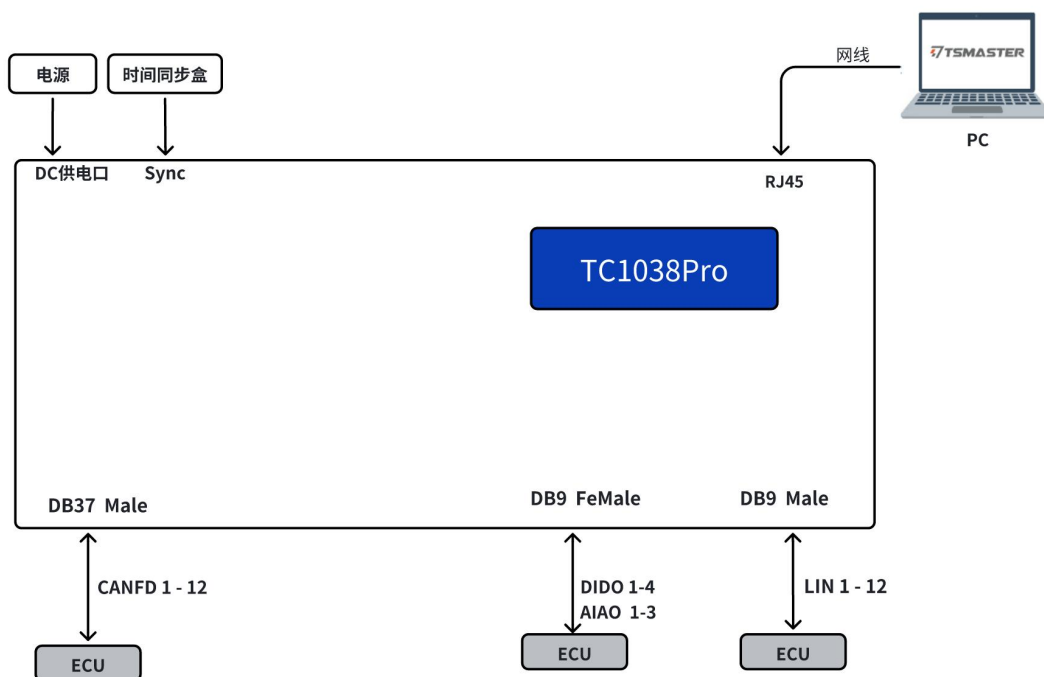 网线
TSMASTER
电源
时间同步盒
PC
DC供电口
Sync
RJ45
TC1038Pro
DB37 Male
DB9 FeMale
DB9 Male
CANFD 1 - 12
DIDO 1-4
AIAO 1-3
LIN 1 - 12
ECU
ECU
ECU